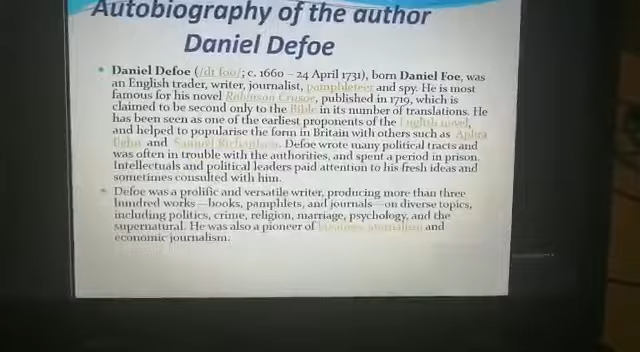 Autobiography of the author
Daniel Defoe
• Daniel Defoe (/dɪˈfoʊ/; c. 1660 – 24 April 1731), born Daniel Foe, was
an English trader, writer, journalist, pamphleteer and spy. He is most
famous for his novel Robinson Crusoe, published in 1719, which is
claimed to be second only to the Bible in its number of translations. He
has been seen as one of the earliest proponents of the English novel,
and helped to popularise the form in Britain with others such as Aphra
Behn and Samuel Richardson. Defoe wrote many political tracts and
was often in trouble with the authorities, and spent a period in prison.
Intellectuals and political leaders paid attention to his fresh ideas and
sometimes consulted with him.
• Defoe was a prolific and versatile writer, producing more than three
hundred works—books, pamphlets, and journals—on diverse topics,
including politics, crime, religion, marriage, psychology, and the
supernatural. He was also a pioneer of business journalism and
economic journalism.